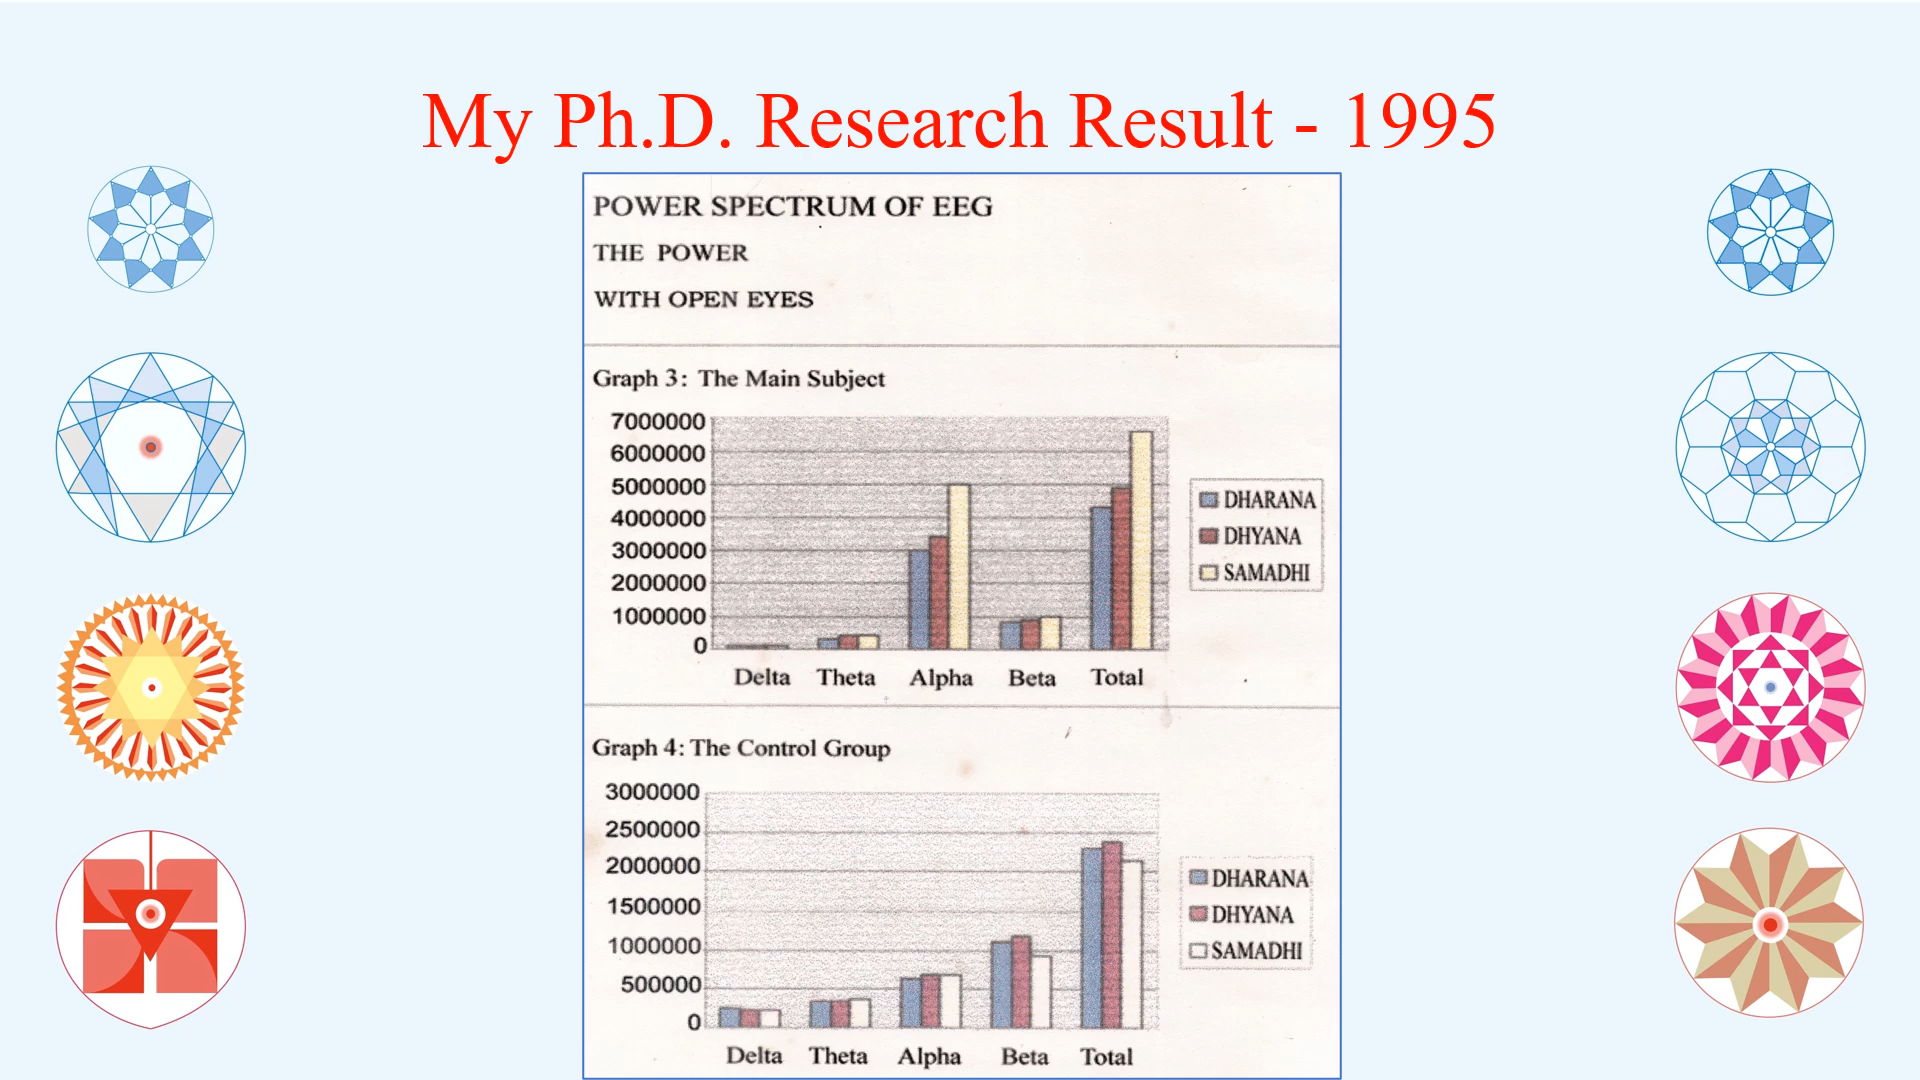 My Ph.D. Research Result - 1995
POWER SPECTRUM OF EEG
THE POWER
WITH OPEN EYES
Graph 3: The Main Subject
7000000
6000000
5000000
4000000
3000000
2000000
1000000
0
Delta Theta Alpha Beta Total
DHARANA
DHYANA
SAMADHI
Graph 4: The Control Group
3000000
2500000
2000000
1500000
1000000
500000
0
Delta Theta Alpha Beta Total
DHARANA
DHYANA
SAMADHI